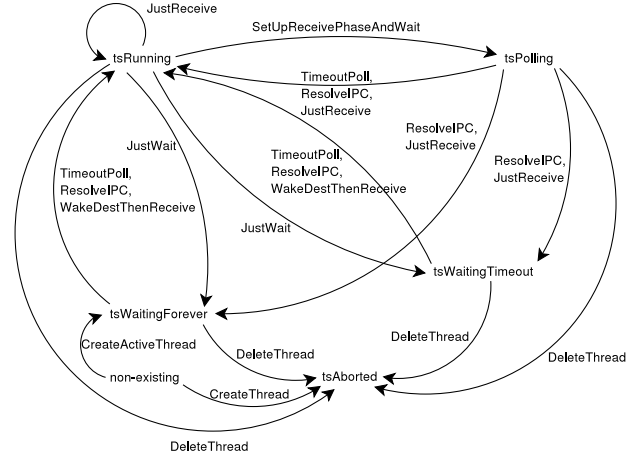 JustReceive
SetUpReceivePhaseAndWait
tsRunning
tsPolling
TimeoutPoll,
ResolveIPC,
JustReceive
ResolveIPC,
JustReceive
JustWait
TimeoutPoll,
ResolveIPC,
WakeDestThenReceive
ResolveIPC,
JustReceive
TimeoutPoll,
ResolveIPC,
WakeDestThenReceive
JustWait
tsWaitingTimeout
tsWaitingForever
DeleteThread
CreateActiveThread
DeleteThread
DeleteThread
non-existing
tsAborted
CreateThread
DeleteThread